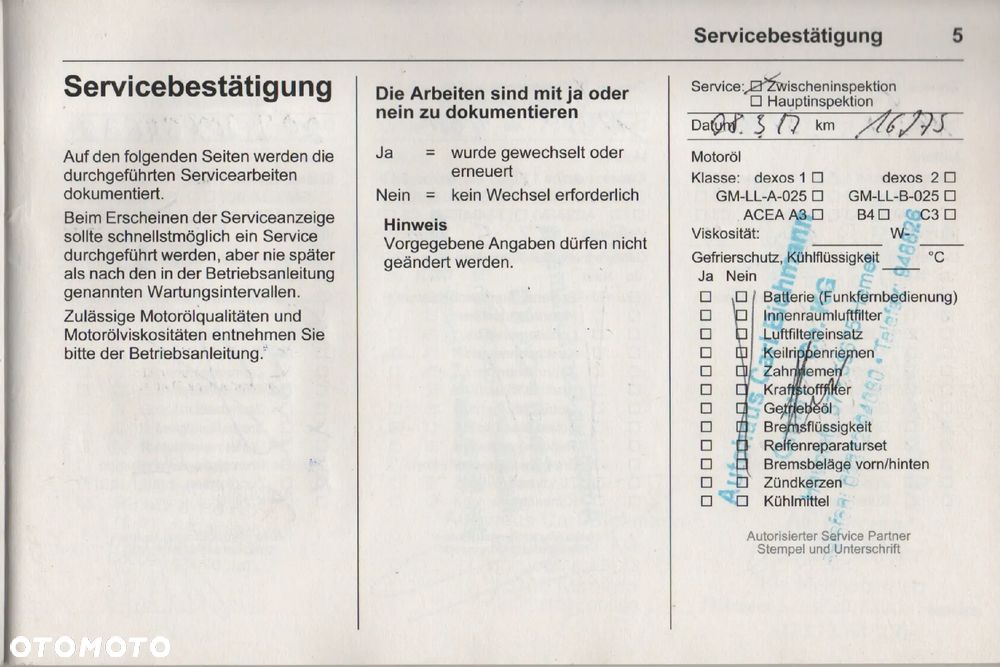 Servicebestätigung 5
Servicebestätigung
Auf den folgenden Seiten werden die
durchgeführten Servicearbeiten
dokumentiert.
Beim Erscheinen der Serviceanzeige
sollte schnellstmöglich ein Service
durchgeführt werden, aber nie später
als nach den in der Betriebsanleitung
genannten Wartungsintervallen.
Zulässige Motorölqualitäten und
Motorölviskositäten entnehmen Sie
bitte der Betriebsanleitung.
Die Arbeiten sind mit ja oder
nein zu dokumentieren
Ja = wurde gewechselt oder
erneuert
Nein = kein Wechsel erforderlich
Hinweis
Vorgegebene Angaben dürfen nicht
geändert werden.
Service: ☐ Zwischeninspektion
☐ Hauptinspektion
Datum 08.3.17 km 16.975
Motoröl
Klasse: dexos 1 ☐ dexos 2 ☐
GM-LL-A-025 ☐ GM-LL-B-025 ☐
ACEA A3 ☐ B4 ☐ C3 ☐
Viskosität: W-
Gefrierschutz, Kühlflüssigkeit °C
Ja Nein
☐ ☐ Batterie (Funkfernbedienung)
☐ ☐ Innenraumluftfilter
☐ ☐ Luftfiltereinsatz
☐ ☐ Keilrippenriemen
☐ ☐ Zahnriemen
☐ ☐ Kraftstofffilter
☐ ☐ Getriebeöl
☐ ☐ Bremsflüssigkeit
☐ ☐ Reifenreparaturset
☐ ☐ Bremsbeläge vorn/hinten
☐ ☐ Zündkerzen
☐ ☐ Kühlmittel
Autohaus Carl
KG
Autorisierter Service Partner
Stempel und Unterschrift
OTOMOTO